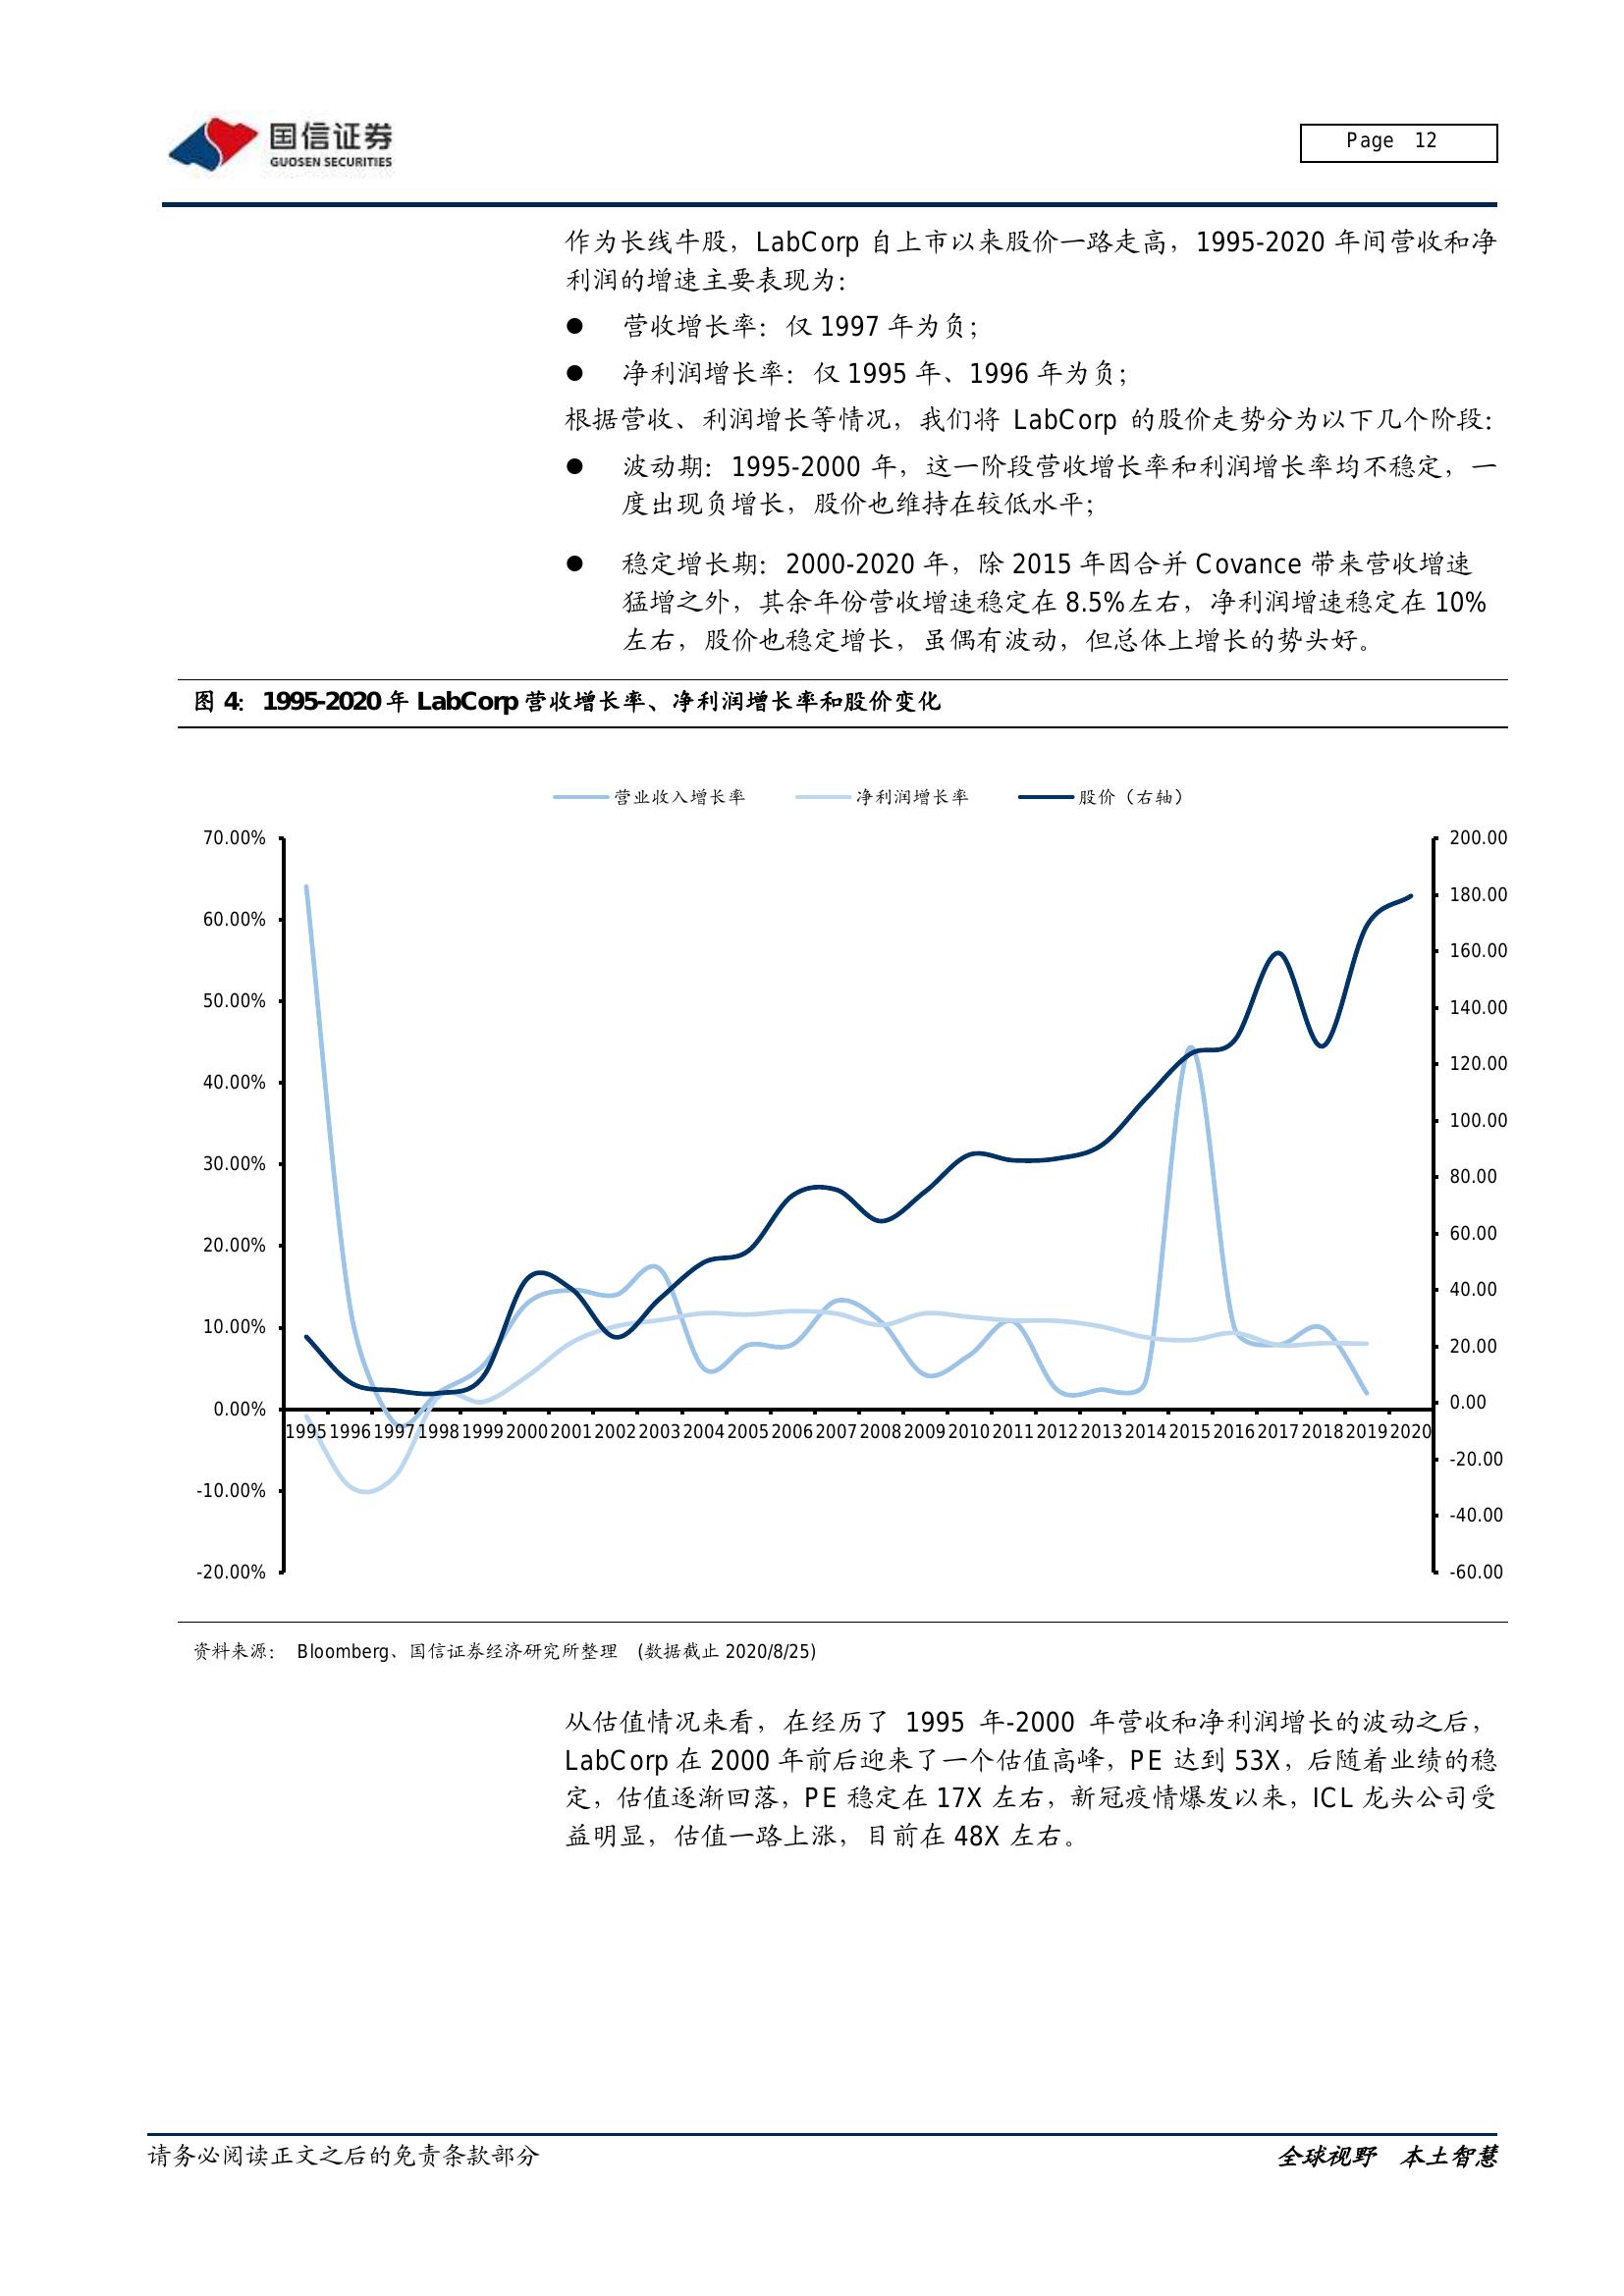 国信证券
GUOSEN SECURITIES
Page 12
作为长线牛股，LabCorp 自上市以来股价一路走高，1995-2020 年间营收和净
利润的增速主要表现为：
● 营收增长率：仅 1997 年为负；
● 净利润增长率：仅 1995 年、1996 年为负；
根据营收、利润增长等情况，我们将 LabCorp 的股价走势分为以下几个阶段：
● 波动期：1995-2000 年，这一阶段营收增长率和利润增长率均不稳定，一
度出现负增长，股价也维持在较低水平；
● 稳定增长期：2000-2020 年，除 2015 年因合并 Covance 带来营收增速
猛增之外，其余年份营收增速稳定在 8.5%左右，净利润增速稳定在 10%
左右，股价也稳定增长，虽偶有波动，但总体上增长的势头好。
图 4： 1995-2020 年 LabCorp 营收增长率、净利润增长率和股价变化
营业收入增长率 净利润增长率 股价（右轴）
70.00% 200.00
180.00
60.00%
160.00
50.00% 140.00
120.00
40.00%
100.00
30.00% 80.00
60.00
20.00%
40.00
10.00% 20.00
0.00% 0.00
1995 1996 1997 1998 1999 2000 2001 2002 2003 2004 2005 2006 2007 2008 2009 2010 2011 2012 2013 2014 2015 2016 2017 2018 2019 2020
-20.00
-10.00%
-40.00
-20.00% -60.00
资料来源： Bloomberg、国信证券经济研究所整理 (数据截止 2020/8/25)
从估值情况来看，在经历了 1995 年-2000 年营收和净利润增长的波动之后，
LabCorp 在 2000 年前后迎来了一个估值高峰，PE 达到 53X，后随着业绩的稳
定，估值逐渐回落，PE 稳定在 17X 左右，新冠疫情爆发以来，ICL 龙头公司受
益明显，估值一路上涨，目前在 48X 左右。
请务必阅读正文之后的免责条款部分
全球视野 本土智慧